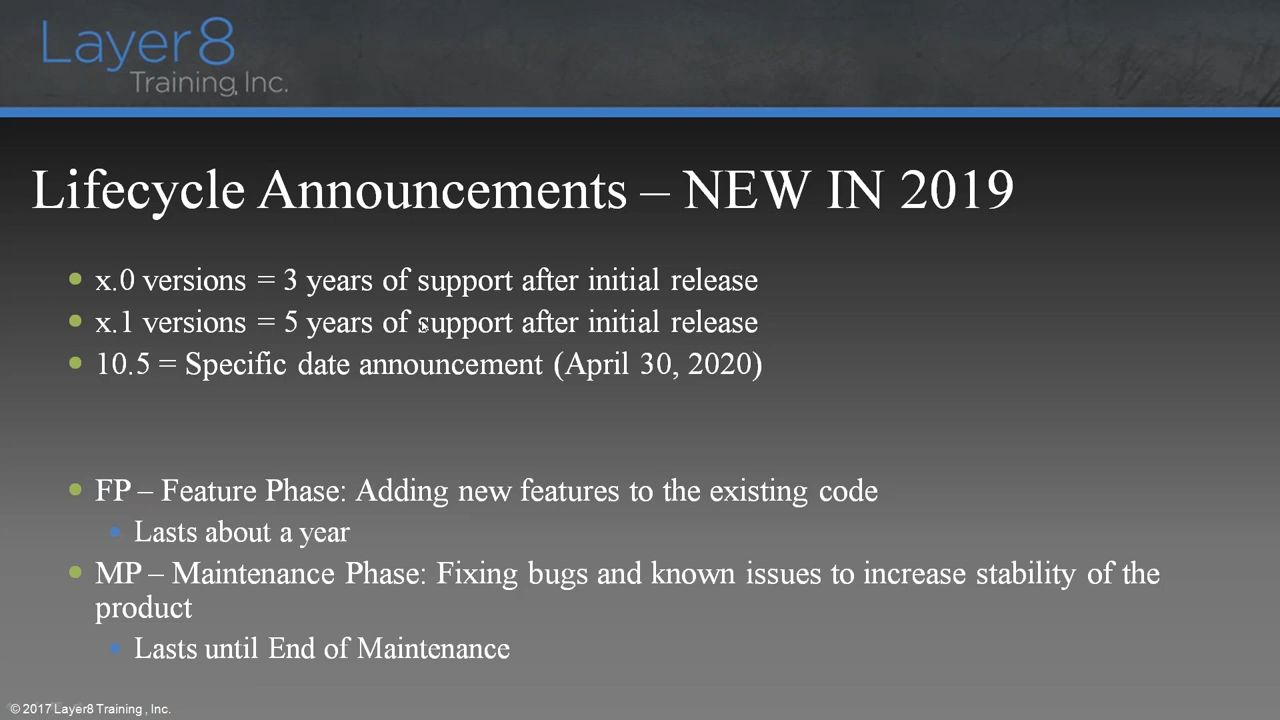 Layer8
Training, Inc.
Lifecycle Announcements – NEW IN 2019
x.0 versions = 3 years of support after initial release
x.1 versions = 5 years of support after initial release
10.5 = Specific date announcement (April 30, 2020)
FP – Feature Phase: Adding new features to the existing code
Lasts about a year
MP – Maintenance Phase: Fixing bugs and known issues to increase stability of the
product
Lasts until End of Maintenance
© 2017 Layer8 Training , Inc.